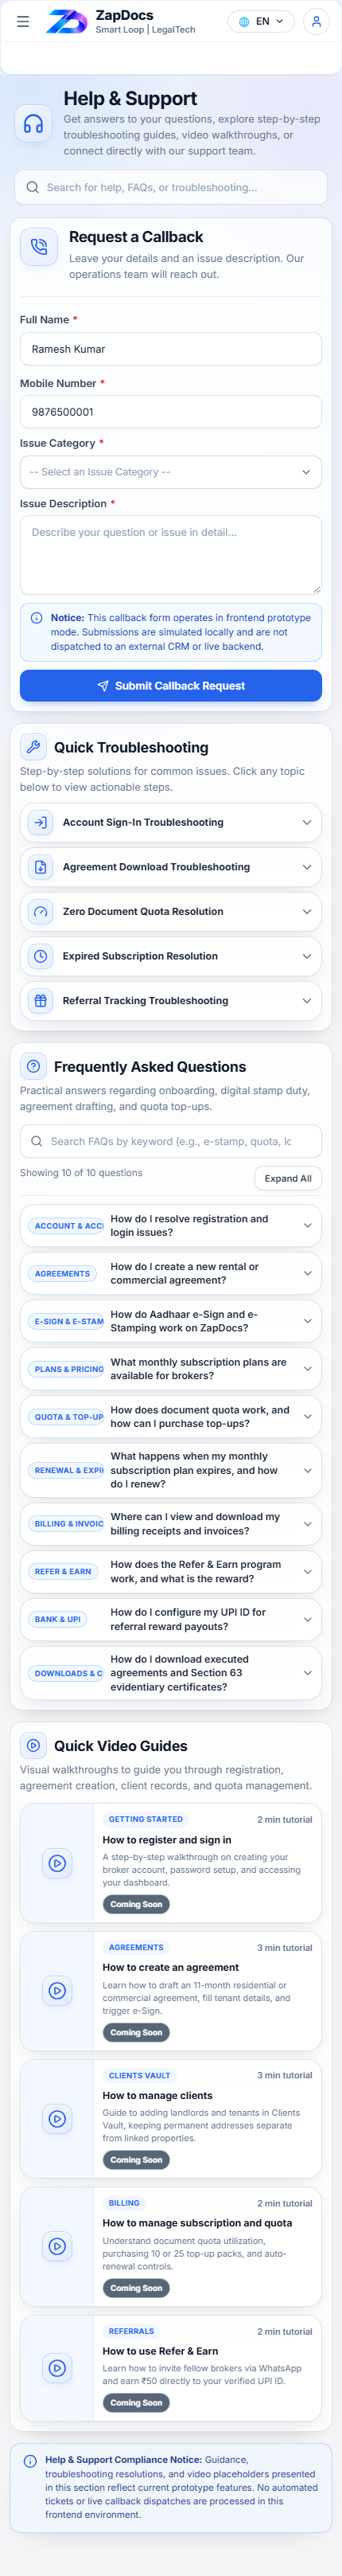 ZapDocs
Smart Loop | LegalTech
EN
Help & Support
Get answers to your questions, explore step-by-step
troubleshooting guides, video walkthroughs, or
connect directly with our support team.
Search for help, FAQs, or troubleshooting...
Request a Callback
Leave your details and an issue description. Our
operations team will reach out.
Full Name *
Ramesh Kumar
Mobile Number *
9876500001
Issue Category *
-- Select an Issue Category --
Issue Description *
Describe your question or issue in detail...
Notice: This callback form operates in frontend prototype
mode. Submissions are simulated locally and are not
dispatched to an external CRM or live backend.
Submit Callback Request
Quick Troubleshooting
Step-by-step solutions for common issues. Click any topic
below to view actionable steps.
Account Sign-In Troubleshooting
Agreement Download Troubleshooting
Zero Document Quota Resolution
Expired Subscription Resolution
Referral Tracking Troubleshooting
Frequently Asked Questions
Practical answers regarding onboarding, digital stamp duty,
agreement drafting, and quota top-ups.
Search FAQs by keyword (e.g., e-stamp, quota, lc
Showing 10 of 10 questions
Expand All
ACCOUNT & ACC
How do I resolve registration and
login issues?
AGREEMENTS
How do I create a new rental or
commercial agreement?
E-SIGN & E-STAM
How do Aadhaar e-Sign and e-
Stamping work on ZapDocs?
PLANS & PRICING
What monthly subscription plans are
available for brokers?
QUOTA & TOP-UP
How does document quota work, and
how can I purchase top-ups?
RENEWAL & EXPI
What happens when my monthly
subscription plan expires, and how
do I renew?
BILLING & INVOIC
Where can I view and download my
billing receipts and invoices?
REFER & EARN
How does the Refer & Earn program
work, and what is the reward?
BANK & UPI
How do I configure my UPI ID for
referral reward payouts?
DOWNLOADS & C
How do I download executed
agreements and Section 63
evidentiary certificates?
Quick Video Guides
Visual walkthroughs to guide you through registration,
agreement creation, client records, and quota management.
GETTING STARTED
2 min tutorial
How to register and sign in
A step-by-step walkthrough on creating your
broker account, password setup, and accessing
your dashboard.
Coming Soon
AGREEMENTS
3 min tutorial
How to create an agreement
Learn how to draft an 11-month residential or
commercial agreement, fill tenant details, and
trigger e-Sign.
Coming Soon
CLIENTS VAULT
3 min tutorial
How to manage clients
Guide to adding landlords and tenants in Clients
Vault, keeping permanent addresses separate
from linked properties.
Coming Soon
BILLING
2 min tutorial
How to manage subscription and quota
Understand document quota utilization,
purchasing 10 or 25 top-up packs, and auto-
renewal controls.
Coming Soon
REFERRALS
2 min tutorial
How to use Refer & Earn
Learn how to invite fellow brokers via WhatsApp
and earn ₹50 directly to your verified UPI ID.
Coming Soon
Help & Support Compliance Notice: Guidance,
troubleshooting resolutions, and video placeholders presented
in this section reflect current prototype features. No automated
tickets or live callback dispatches are processed in this
frontend environment.